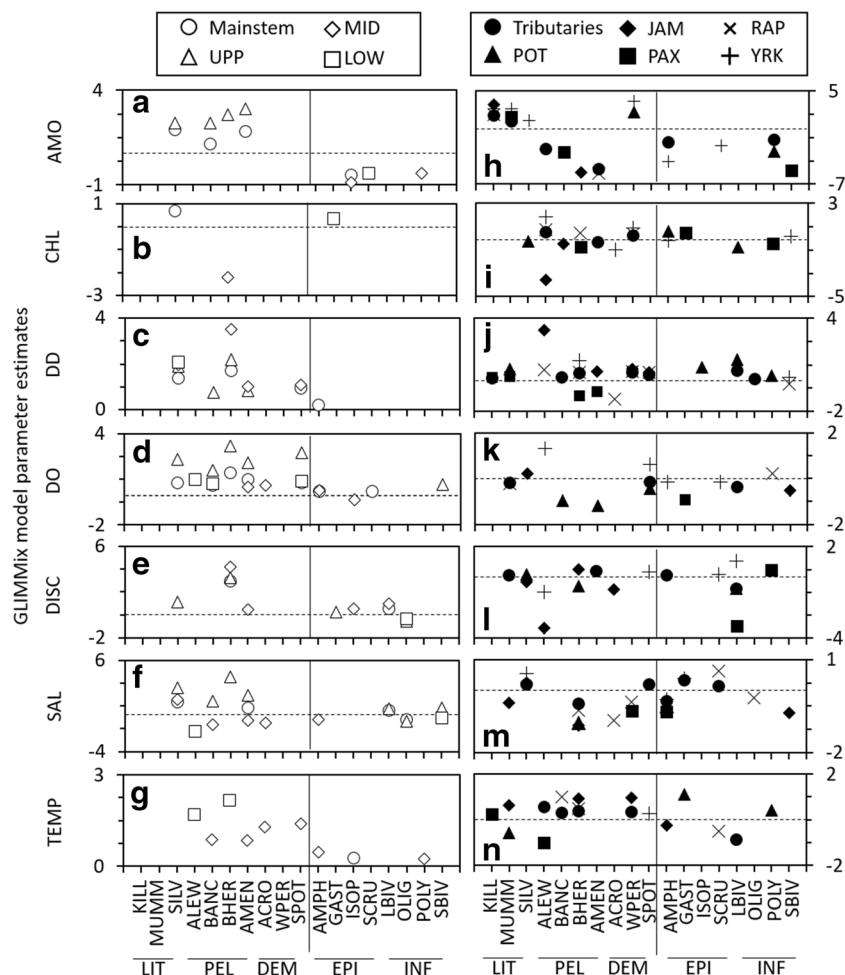 Mainstem MID
UPP LOW
Tributaries JAM RAP
POT PAX YRK
GLIMMix model parameter estimates
AMO
4
-1
a
h
5
-7
CHL
1
-3
b
i
3
-5
DD
4
0
c
j
4
-2
DO
4
-2
d
k
2
-2
DISC
6
-2
e
l
2
-4
SAL
6
-4
f
m
1
-2
TEMP
3
0
g
n
2
-2
KILL MUMM SILV ALEW BANC BHER AMEN ACRO WPER SPOT AMPH GAST ISOP SCRU LBIV OLIG POLY SBIV
LIT PEL DEM EPI INF
KILL MUMM SILV ALEW BANC BHER AMEN ACRO WPER SPOT AMPH GAST ISOP SCRU LBIV OLIG POLY SBIV
LIT PEL DEM EPI INF